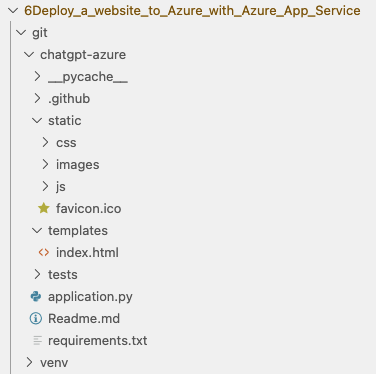 6Deploy_a_website_to_Azure_with_Azure_App_Service
git
chatgpt-azure
__pycache__
.github
static
css
images
js
favicon.ico
templates
index.html
tests
application.py
Readme.md
requirements.txt
venv